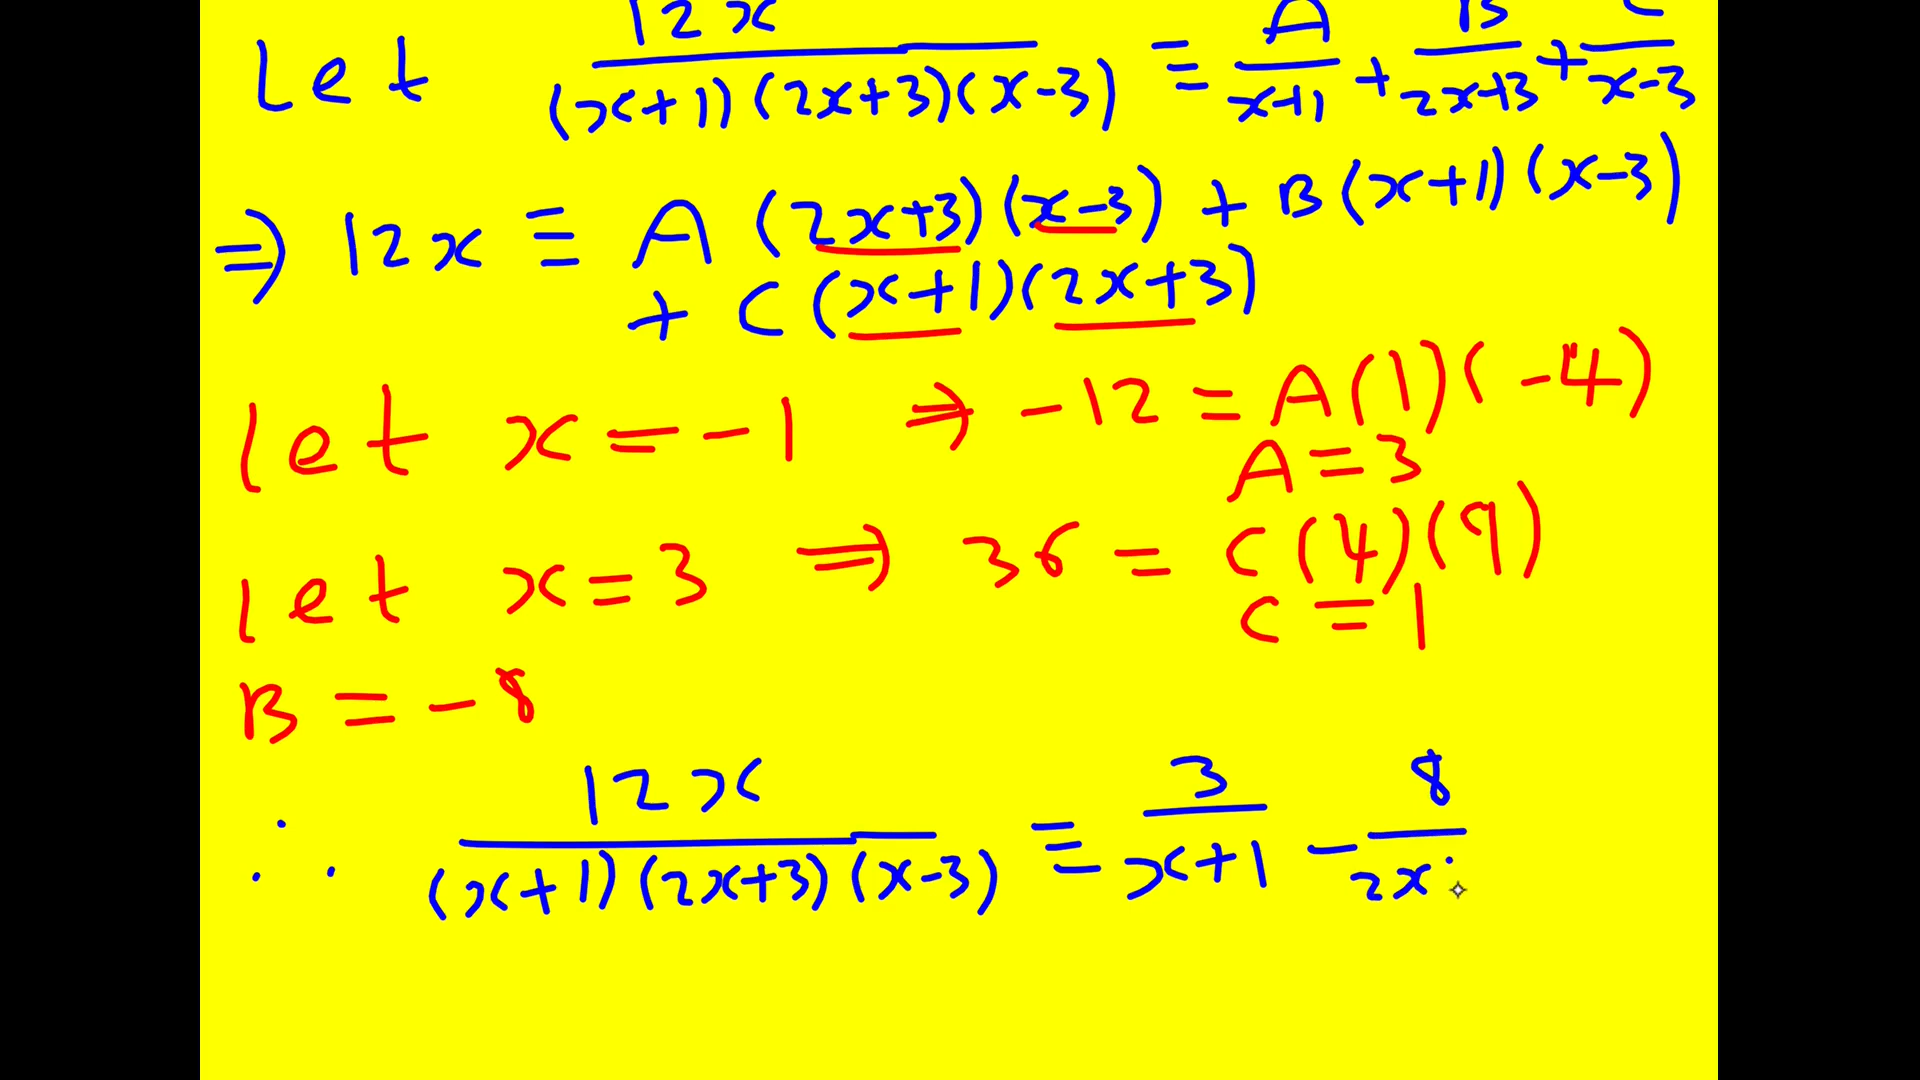 Let 12x/((x+1)(2x+3)(x-3)) ≡ A/(x+1) + B/(2x+3) + C/(x-3)
⇒ 12x ≡ A(2x+3)(x-3) + B(x+1)(x-3)
+ C(x+1)(2x+3)
let x = -1 ⇒ -12 = A(1)(-4)
A = 3
let x = 3 ⇒ 36 = C(4)(9)
C = 1
B = -8
∴ 12x/((x+1)(2x+3)(x-3)) ≡ 3/(x+1) - 8/(2x